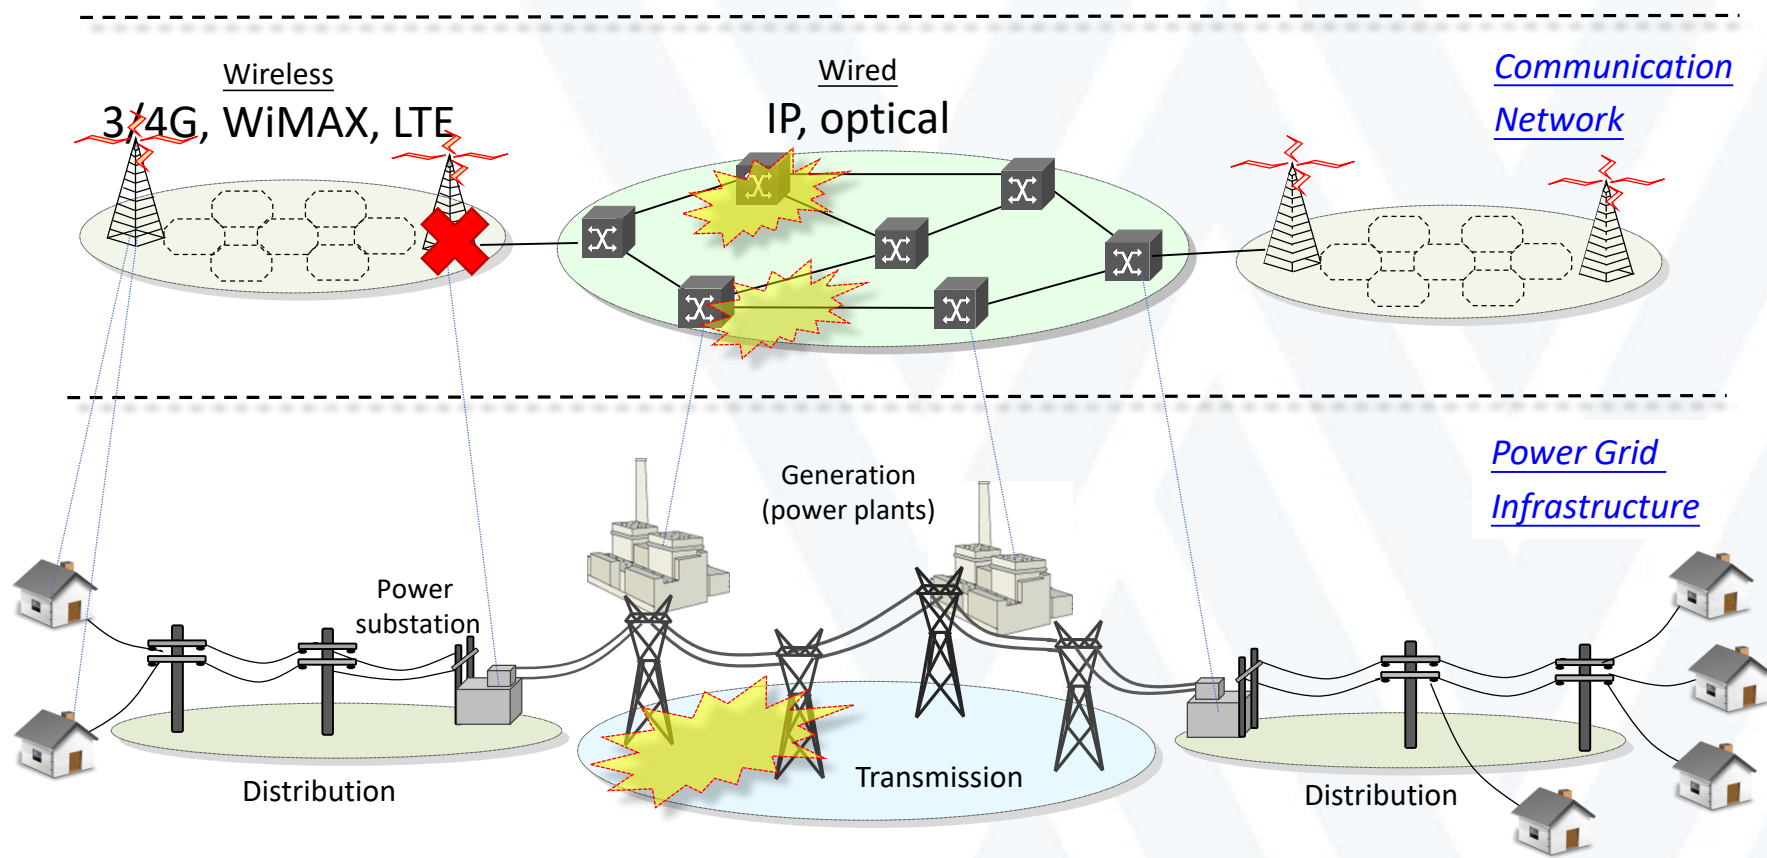 Wireless
3/4G, WiMAX, LTE
Wired
IP, optical
Communication
Network
Generation
(power plants)
Power Grid
Infrastructure
Power
substation
Distribution
Transmission
Distribution